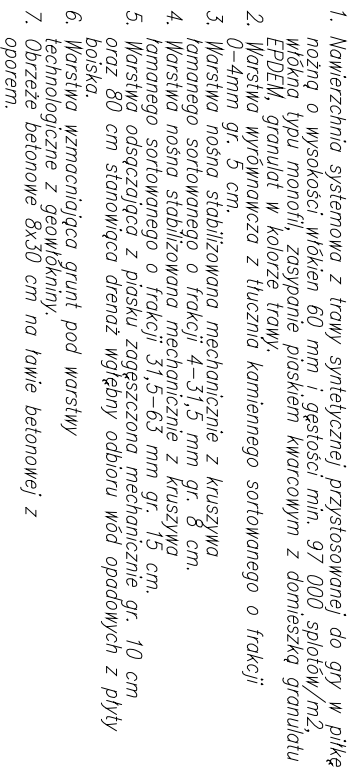 1. Nowierzchnia systemowa z trawy syntetycznej przystosowanej do gry w piłkę
nożną o wysokości włókien 60 mm i gęstości min. 97 000 splotów/m2,
włókna typu monofil, zasypanie piaskiem kwarcowym z domieszką granulatu
EPDEM, granulat w kolorze trawy.
2. Warstwa wyrównawcza z tłucznia kamiennego sortowanego o frakcji
0-4mm gr. 5 cm.
3. Warstwa nośna stabilizowana mechanicznie z kruszywa
łamanego sortowanego o frakcji 4-31,5 mm gr. 8 cm.
4. Warstwa nośna stabilizowana mechanicznie z kruszywa
łamanego sortowanego o frakcji 31,5-63 mm gr. 15 cm.
5. Warstwa odsączająca z piasku zagęszczona mechanicznie gr. 10 cm
oraz 80 cm stanowiąca drenaż wgłębny odbioru wód opadowych z płyty
boiska.
6. Warstwa wzmacniająca grunt pod warstwy
technologiczne z geowłókniny.
7. Obrzeże betonowe 8x30 cm na ławie betonowej z
oporem.